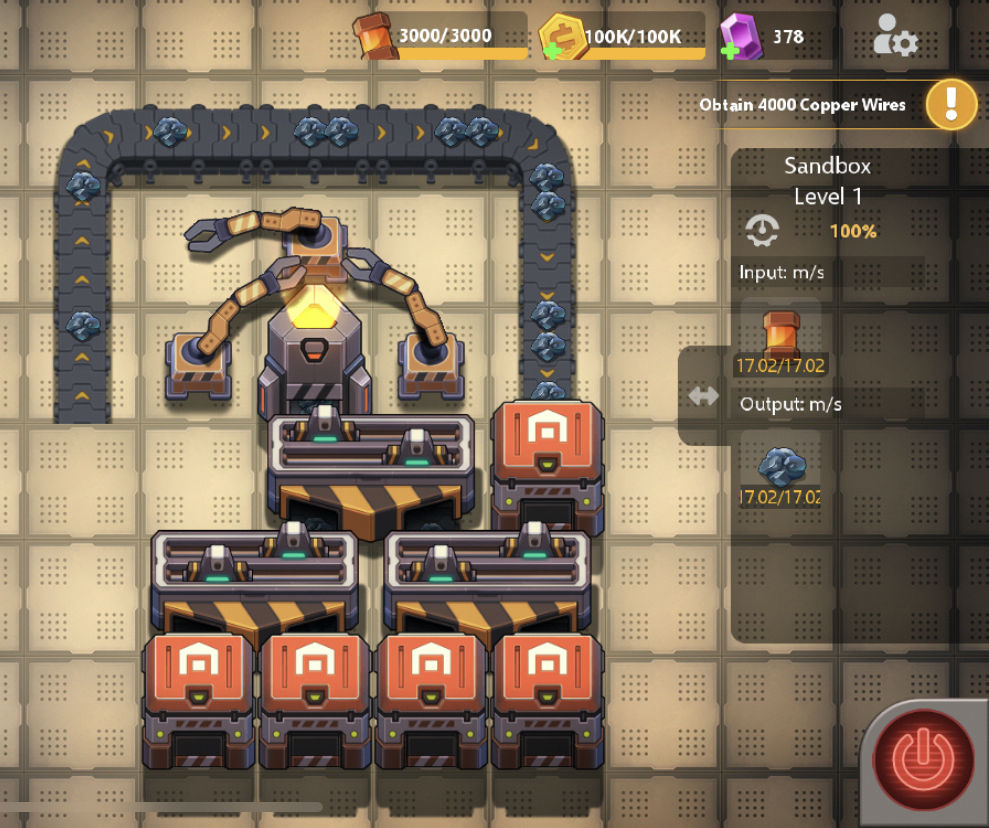 3000/3000
100K/100K
378
Obtain 4000 Copper Wires
Sandbox
Level 1
100%
Input: m/s
17.02/17.02
Output: m/s
17.02/17.02